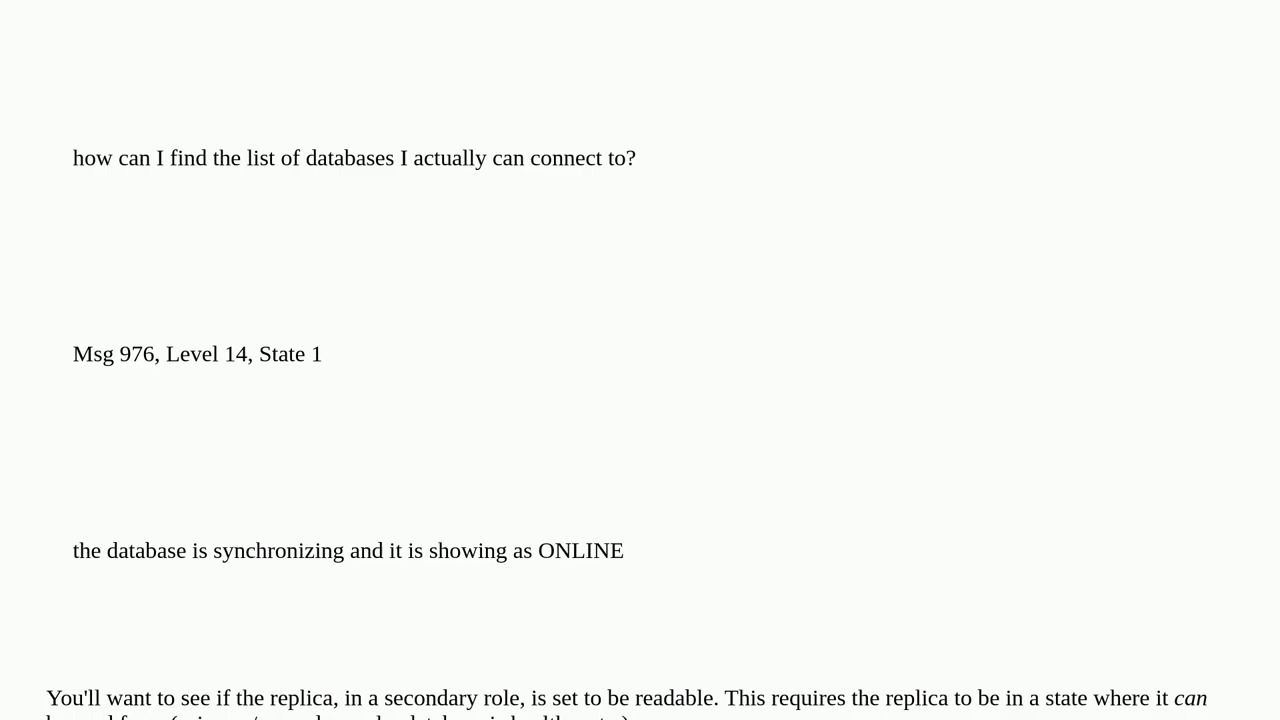 how can I find the list of databases I actually can connect to?
Msg 976, Level 14, State 1
the database is synchronizing and it is showing as ONLINE
You'll want to see if the replica, in a secondary role, is set to be readable. This requires the replica to be in a state where it can